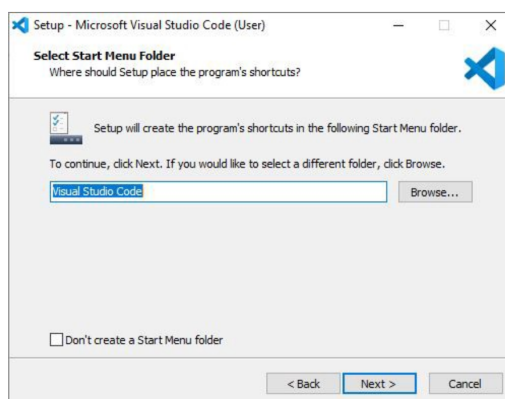 Setup - Microsoft Visual Studio Code (User)
Select Start Menu Folder
Where should Setup place the program's shortcuts?
Setup will create the program's shortcuts in the following Start Menu folder.
To continue, click Next. If you would like to select a different folder, click Browse.
Visual Studio Code
Browse...
Don't create a Start Menu folder
< Back
Next >
Cancel